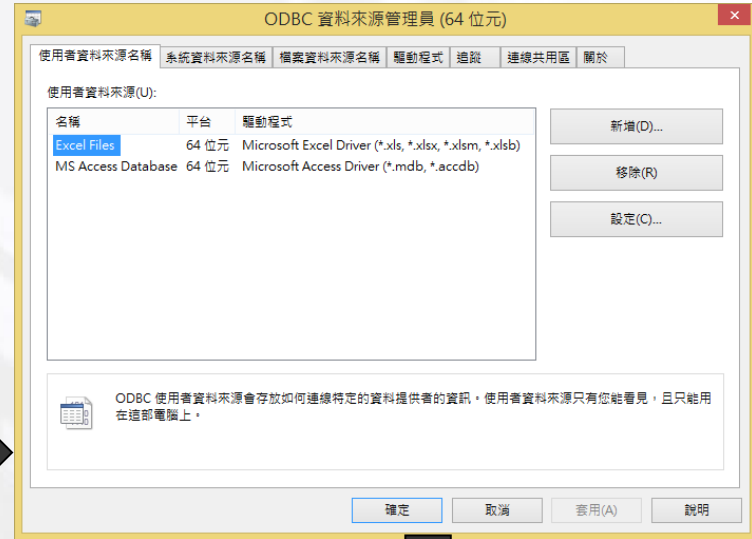 ODBC 資料來源管理員 (64 位元)
使用者資料來源名稱 系統資料來源名稱 檔案資料來源名稱 驅動程式 追蹤 連線共用區 關於
使用者資料來源(U):
名稱 平台 驅動程式
Excel Files 64 位元 Microsoft Excel Driver (*.xls, *.xlsx, *.xlsm, *.xlsb)
MS Access Database 64 位元 Microsoft Access Driver (*.mdb, *.accdb)
新增(D)...
移除(R)
設定(C)...
ODBC 使用者資料來源會存放如何連線特定的資料提供者的資訊。使用者資料來源只有您能看見，且只能用
在這部電腦上。
確定 取消 套用(A) 說明